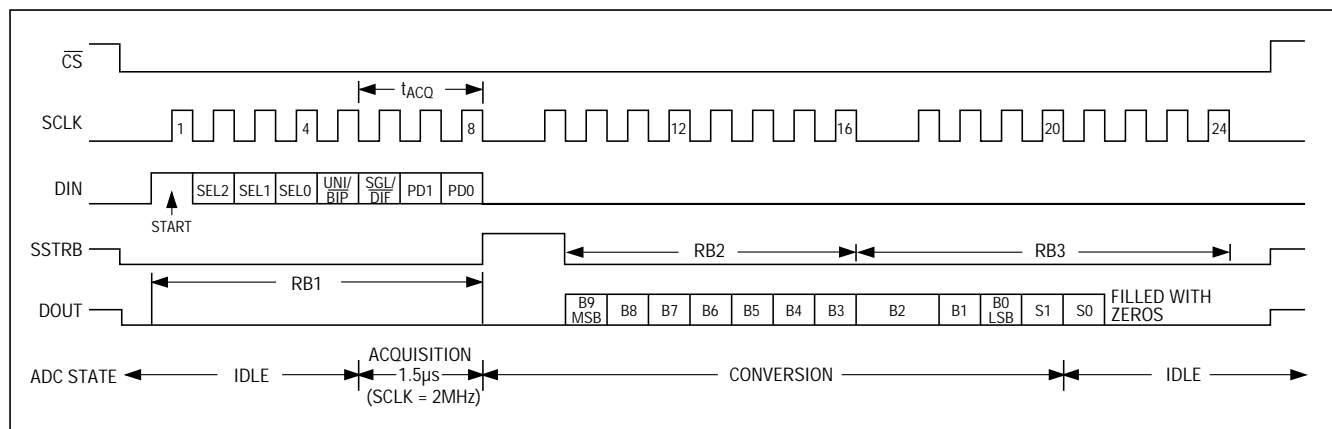 CS
tACQ
SCLK 1 4 8 12 16 20 24
DIN SEL2 SEL1 SEL0 UNI/BIP SGL/DIF PD1 PD0
START
SSTRB RB2 RB3
RB1
DOUT B9 MSB B8 B7 B6 B5 B4 B3 B2 B1 B0 LSB S1 S0 FILLED WITH ZEROS
ADC STATE IDLE ACQUISITION 1.5µs (SCLK = 2MHz) CONVERSION IDLE